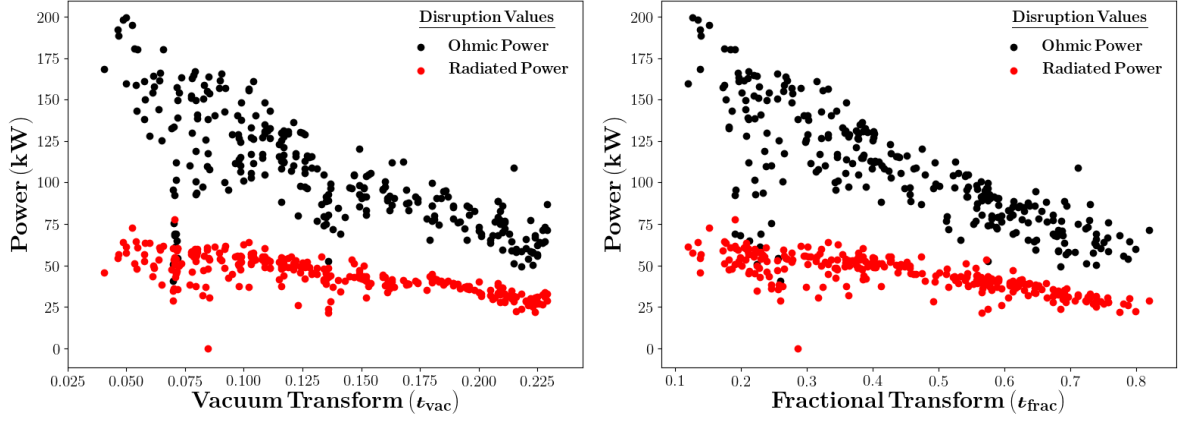 200
175
150
125
100
75
50
25
0
Power (kW)
Disruption Values
Ohmic Power
Radiated Power
0.025 0.050 0.075 0.100 0.125 0.150 0.175 0.200 0.225
Vacuum Transform (ƭvac)
200
175
150
125
100
75
50
25
0
Power (kW)
Disruption Values
Ohmic Power
Radiated Power
0.1 0.2 0.3 0.4 0.5 0.6 0.7 0.8
Fractional Transform (ƭfrac)